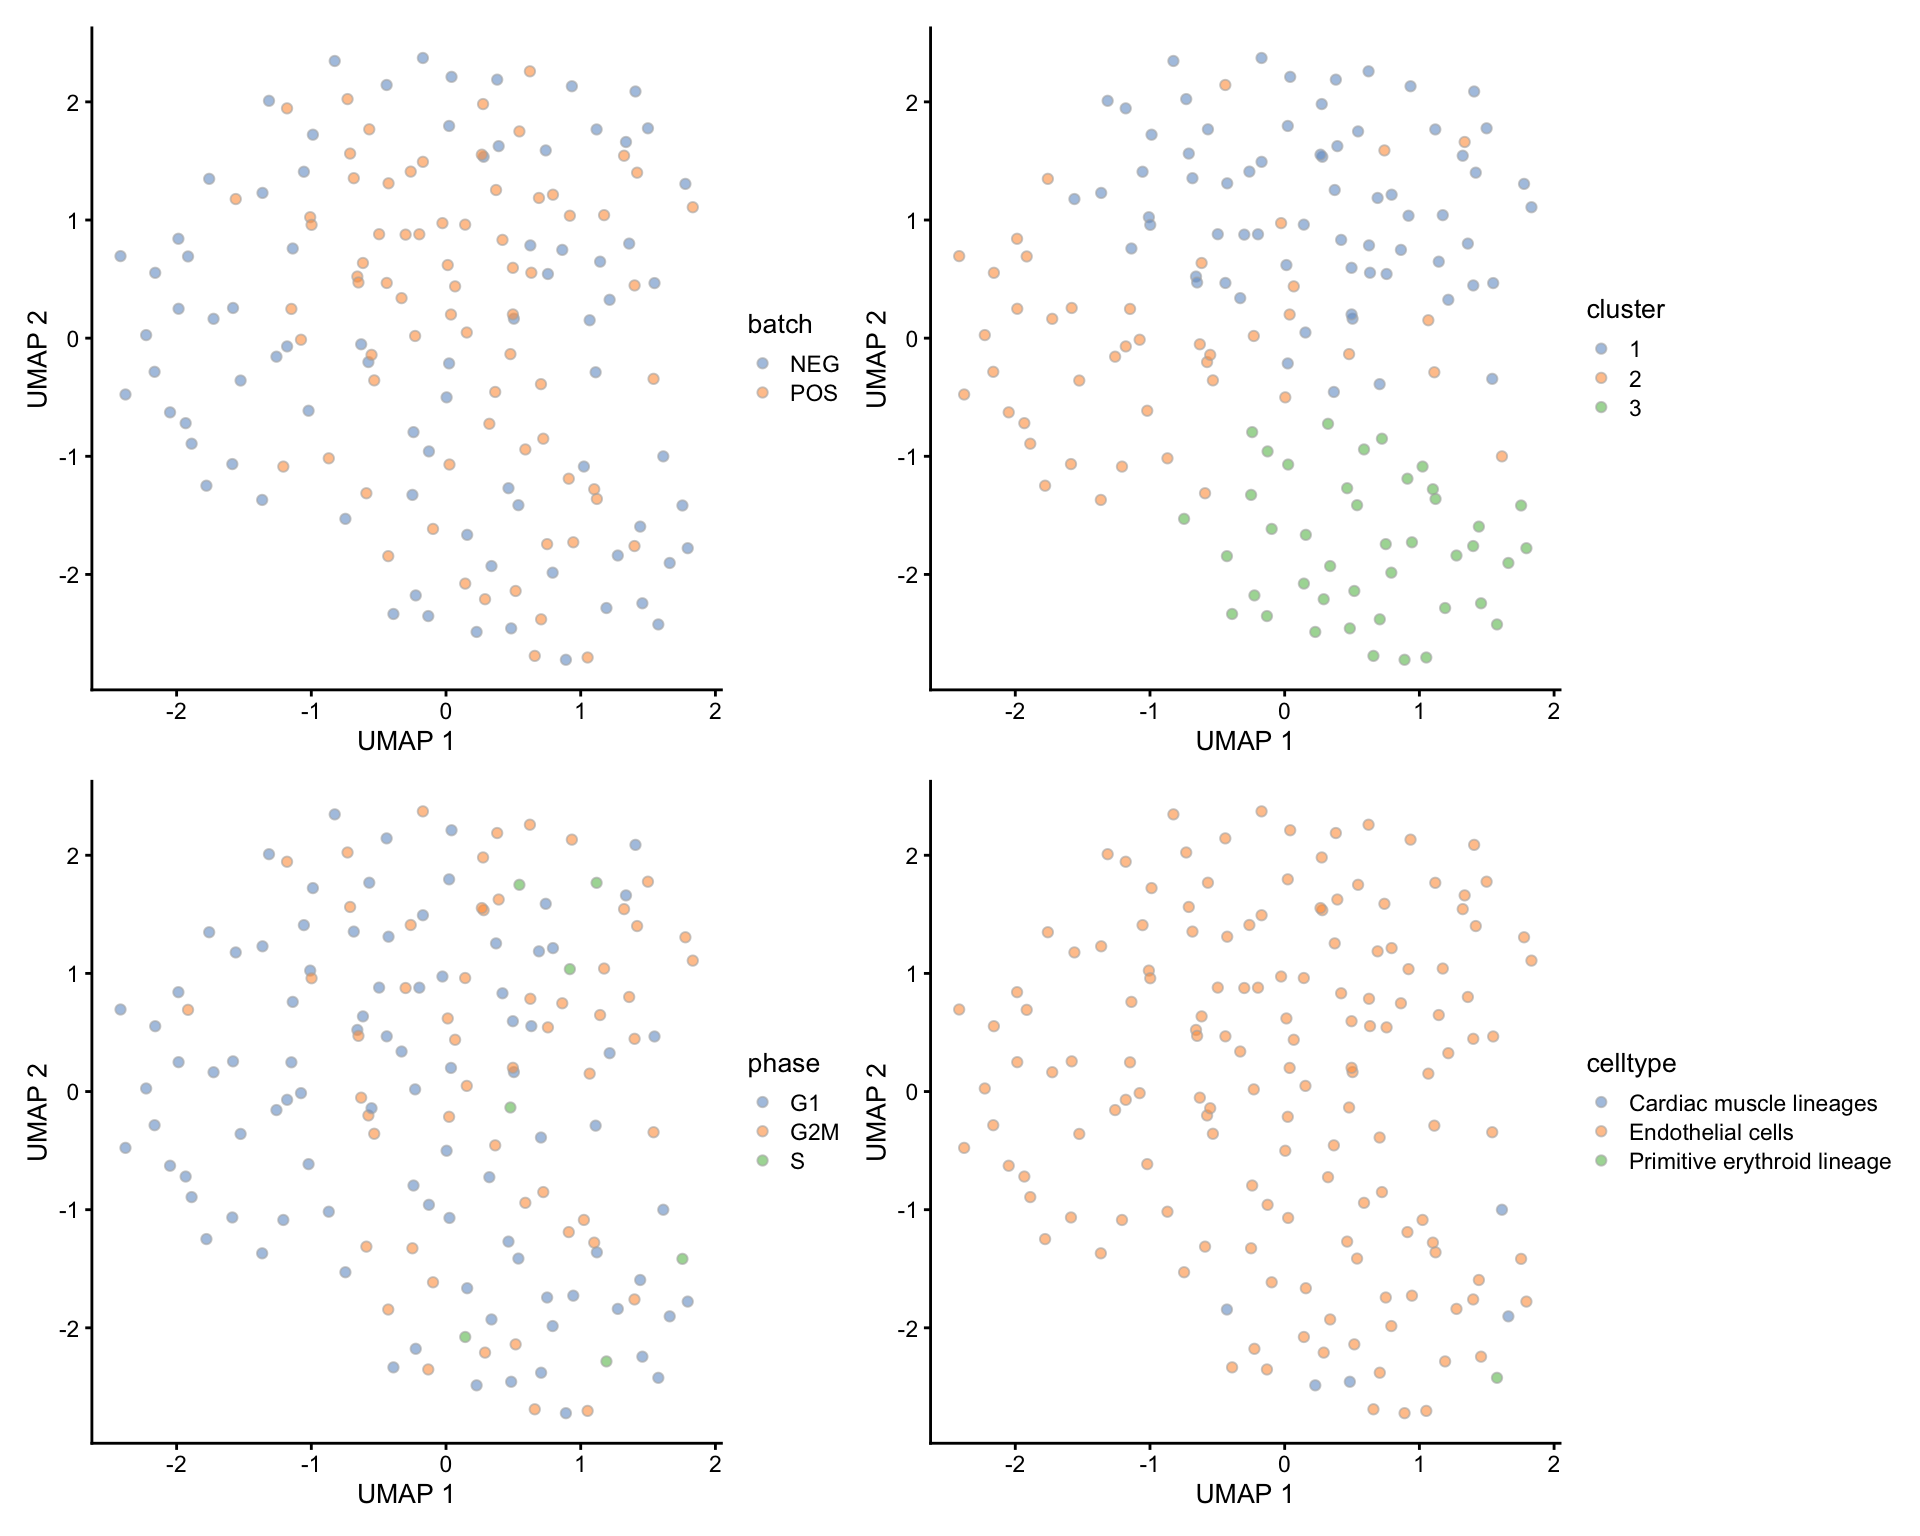 2
1
0
-1
-2
UMAP 2
-2 -1 0 1 2
UMAP 1
batch
NEG
POS
2
1
0
-1
-2
UMAP 2
-2 -1 0 1 2
UMAP 1
cluster
1
2
3
2
1
0
-1
-2
UMAP 2
-2 -1 0 1 2
UMAP 1
phase
G1
G2M
S
2
1
0
-1
-2
UMAP 2
-2 -1 0 1 2
UMAP 1
celltype
Cardiac muscle lineages
Endothelial cells
Primitive erythroid lineage